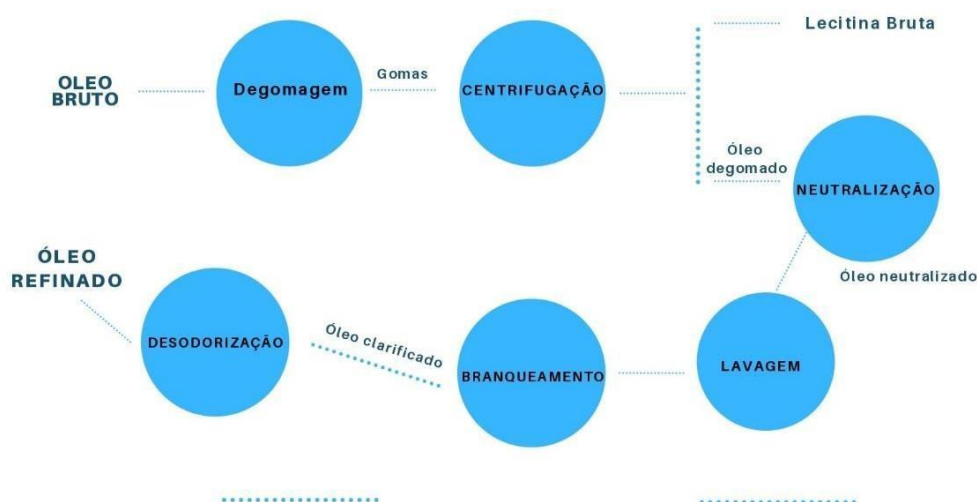 Lecitina Bruta
OLEO
BRUTO
Degomagem
Gomas
CENTRIFUGAÇÃO
Óleo
degomado
NEUTRALIZAÇÃO
Óleo neutralizado
LAVAGEM
BRANQUEAMENTO
Óleo clarificado
DESODORIZAÇÃO
ÓLEO
REFINADO